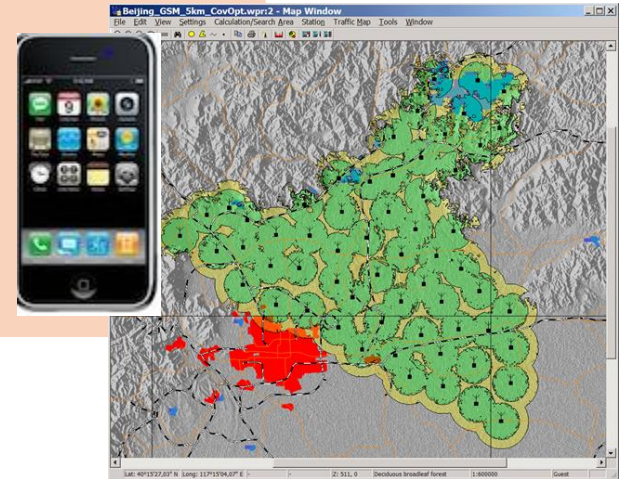 Beijing_GSM_5km_CovOpt.wpr:2 - Map Window
File Edit View Settings Calculation/Search Area Station Traffic Map Tools Window
Lat: 40°15'27,03" N Long: 117°15'04,07" E - - Z: 511, 0 Deciduous broadleaf forest 1:600000 Guest